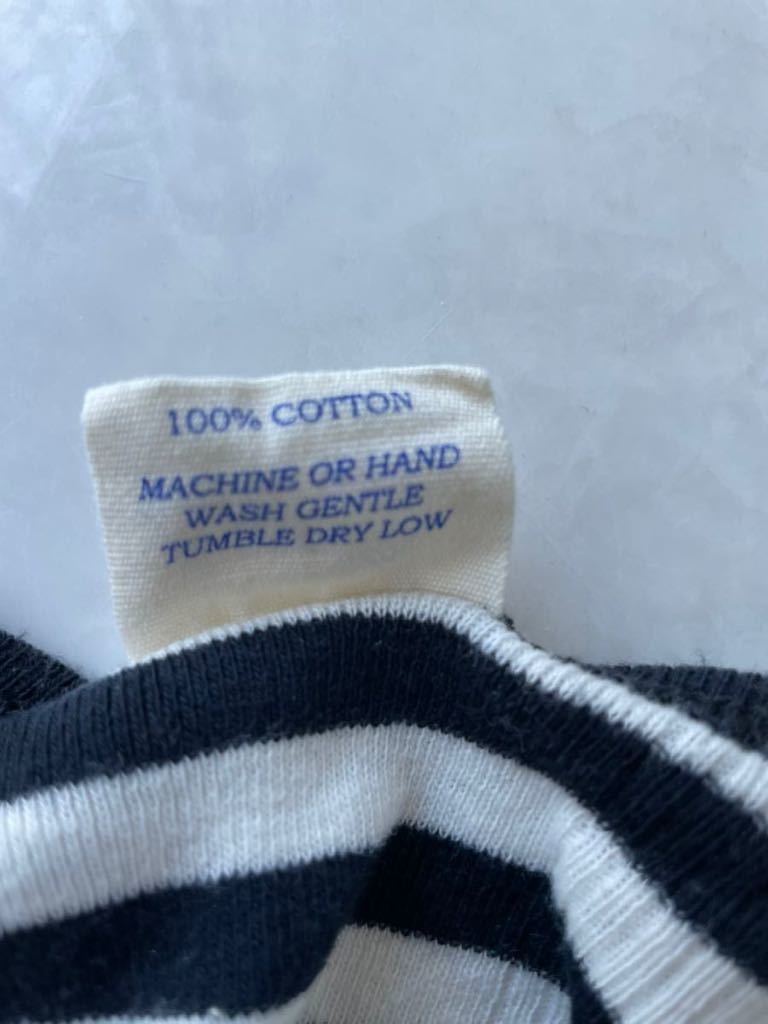 100% COTTON
MACHINE OR HAND
WASH GENTLE
TUMBLE DRY LOW